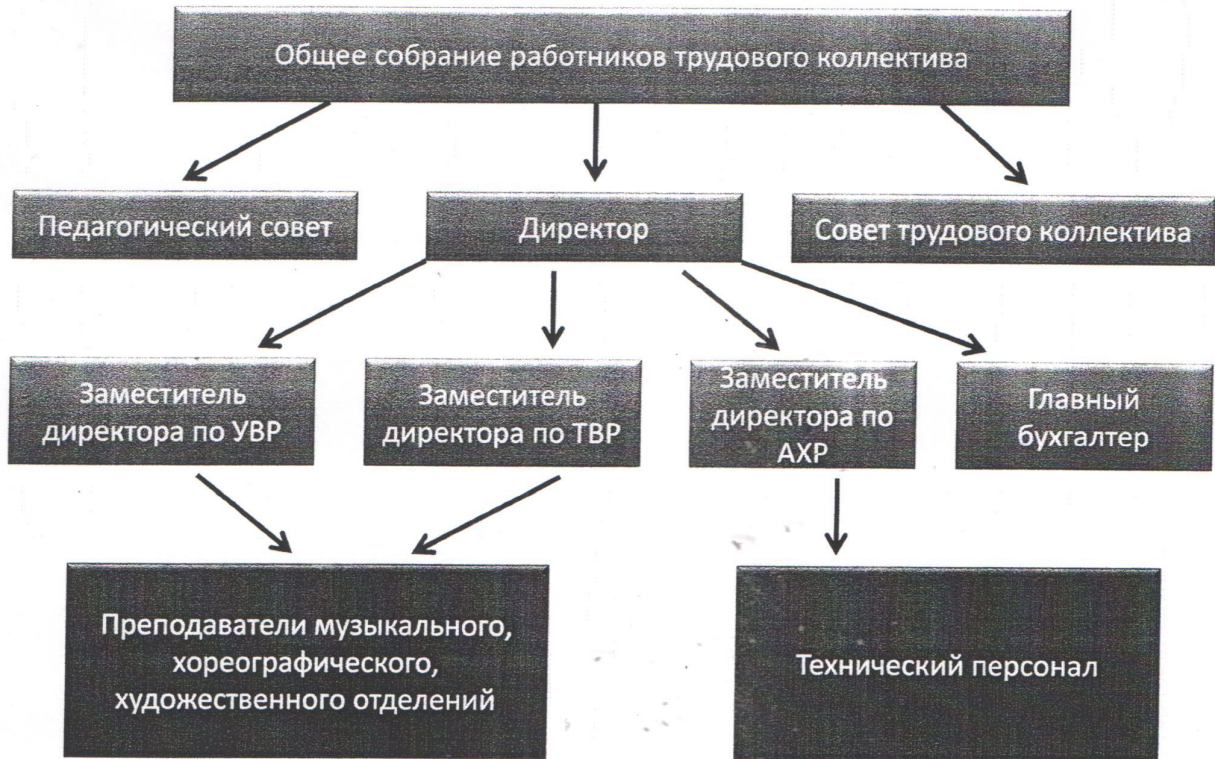 Общее собрание работников трудового коллектива
Педагогический совет
Директор
Совет трудового коллектива
Заместитель
директора по УВР
Заместитель
директора по ТВР
Заместитель
директора по
АХР
Главный
бухгалтер
Преподаватели музыкального,
хореографического,
художественного отделений
Технический персонал